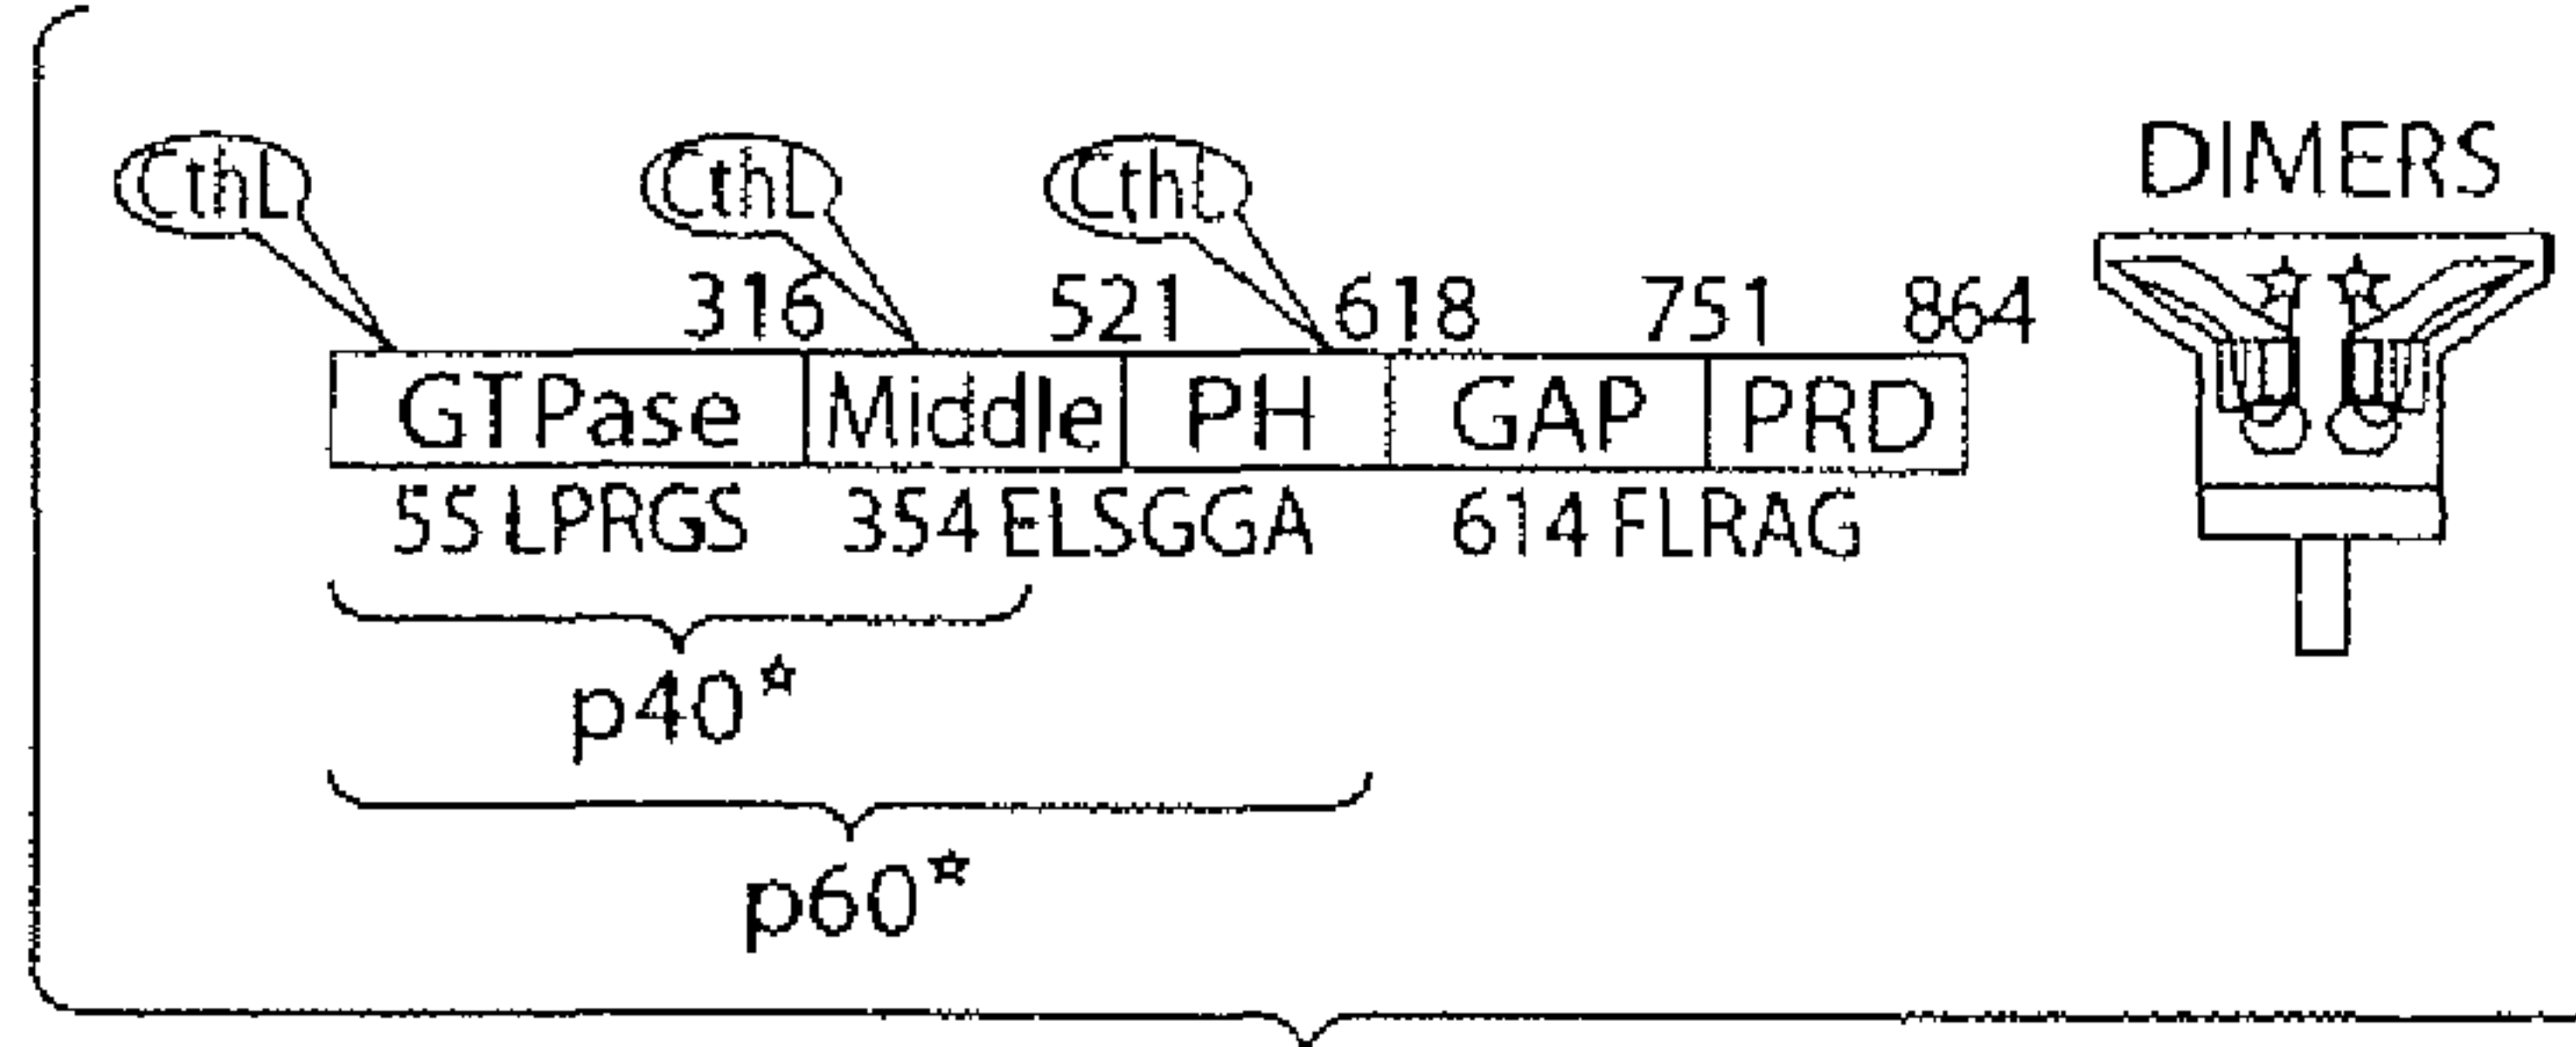 CthL CthL CthL DIMERS
316 521 618 751 864
GTPase Middle PH GAP PRD
55 LPRGS 354 ELSGGA 614 FLRAG
p40*
p60*